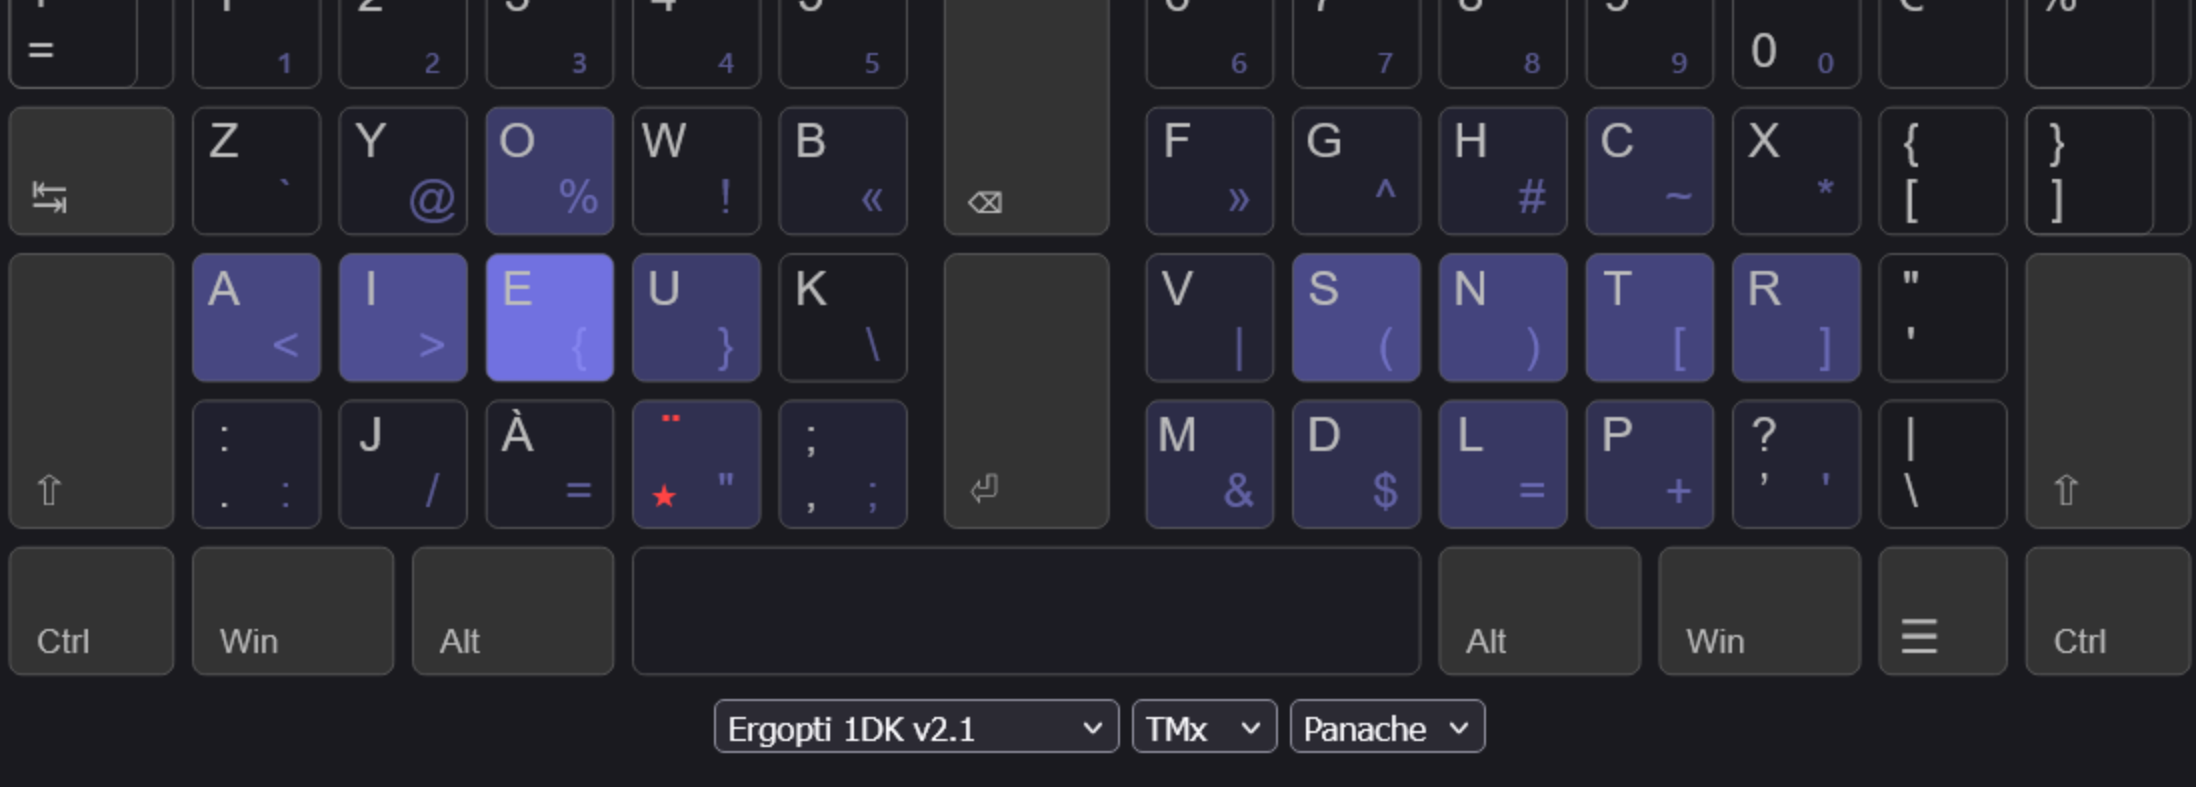 = 1 2 3 4 5 6 7 8 9 0 0
Z ` Y @ O % W ! B « ⌫ F » G ^ H # C ~ X * { [ } ]
A < I > E { U } K \ V | S ( N ) T [ R ] " '
⇧ : . : J / À = ¨ ★ " ; , ; ⏎ M & D $ L = P + ? ’ ' | \ ⇧
Ctrl Win Alt Alt Win ☰ Ctrl
Ergopti 1DK v2.1 TMx Panache